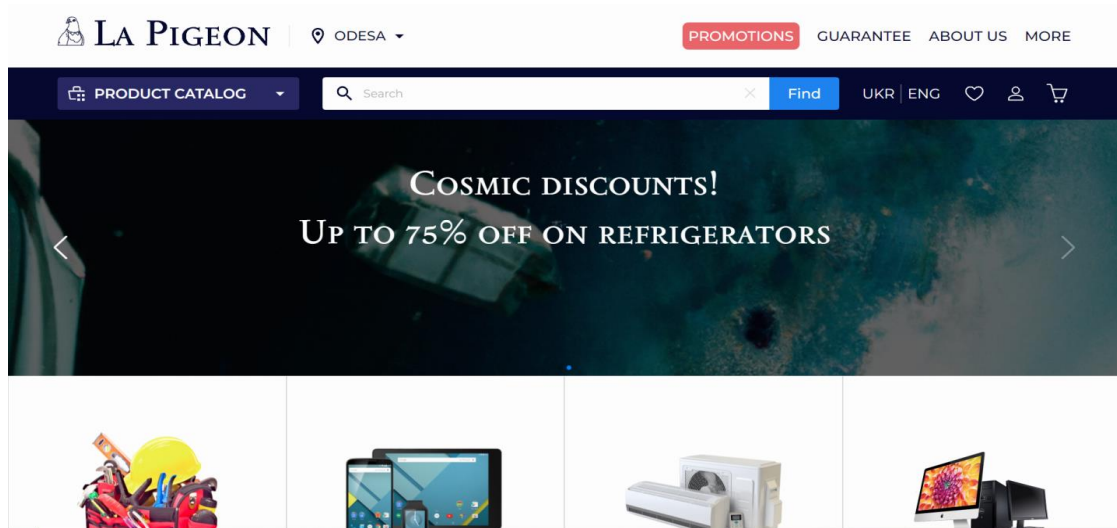 LA PIGEON
ODESA
PROMOTIONS GUARANTEE ABOUT US MORE
PRODUCT CATALOG
Search
Find
UKR | ENG
COSMIC DISCOUNTS!
UP TO 75% OFF ON REFRIGERATORS